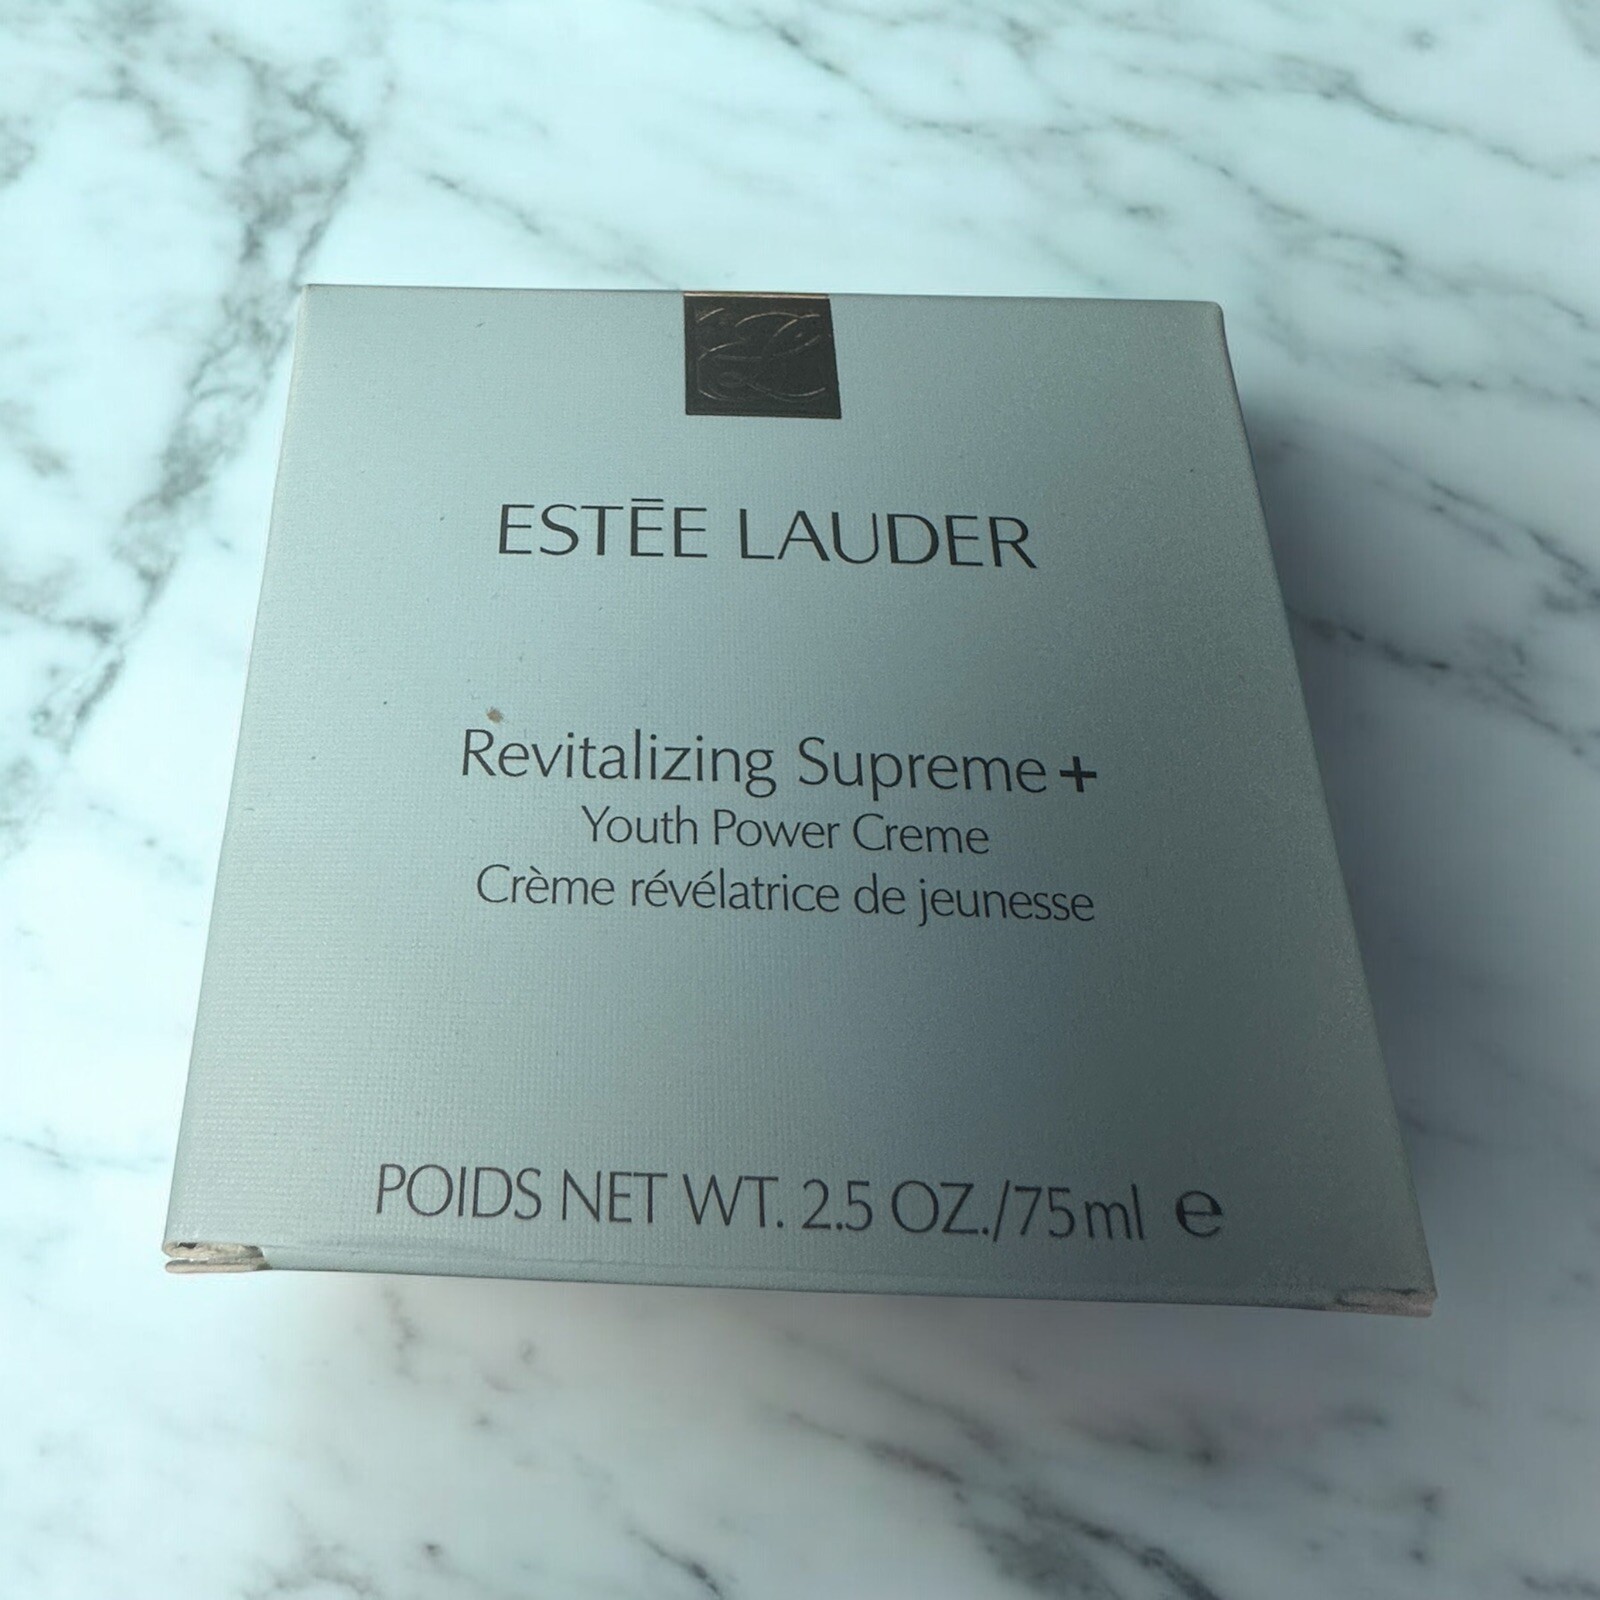 ESTĒE LAUDER
Revitalizing Supreme+
Youth Power Creme
Crème révélatrice de jeunesse
POIDS NET WT. 2.5 OZ./75ml ℮